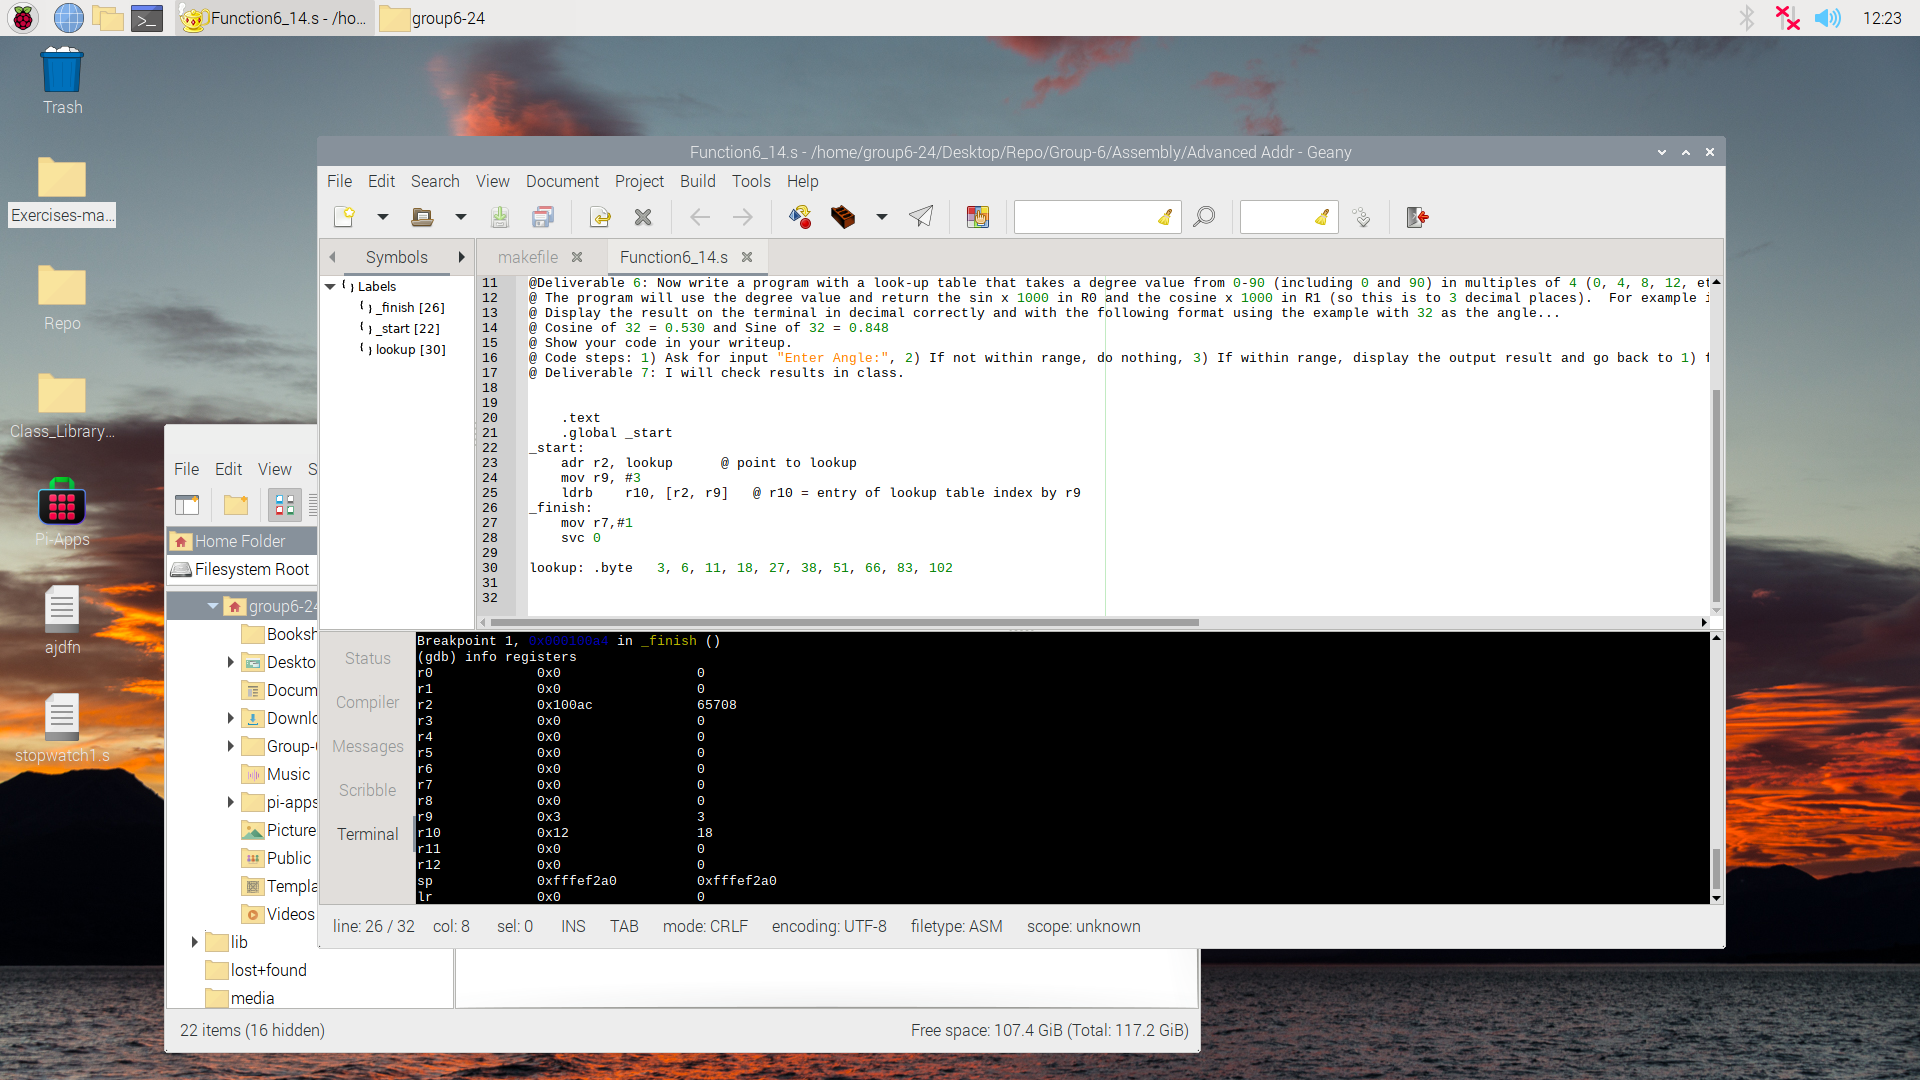 Function6_14.s - /ho...
group6-24
12:23
Trash
Exercises-ma...
Repo
Class_Library...
Pi-Apps
ajdfn
stopwatch1.s
Function6_14.s - /home/group6-24/Desktop/Repo/Group-6/Assembly/Advanced Addr - Geany
File Edit Search View Document Project Build Tools Help
Symbols
makefile
Function6_14.s
Labels
_finish [26]
_start [22]
lookup [30]
11 @Deliverable 6: Now write a program with a look-up table that takes a degree value from 0-90 (including 0 and 90) in multiples of 4 (0, 4, 8, 12, et
12 @ The program will use the degree value and return the sin x 1000 in R0 and the cosine x 1000 in R1 (so this is to 3 decimal places).  For example i
13 @ Display the result on the terminal in decimal correctly and with the following format using the example with 32 as the angle...
14 @ Cosine of 32 = 0.530 and Sine of 32 = 0.848
15 @ Show your code in your writeup.
16 @ Code steps: 1) Ask for input "Enter Angle:", 2) If not within range, do nothing, 3) If within range, display the output result and go back to 1) f
17 @ Deliverable 7: I will check results in class.
18
19
20     .text
21     .global _start
22 _start:
23     adr r2, lookup      @ point to lookup
24     mov r9, #3
25     ldrb    r10, [r2, r9]   @ r10 = entry of lookup table index by r9
26 _finish:
27     mov r7,#1
28     svc 0
29
30 lookup: .byte   3, 6, 11, 18, 27, 38, 51, 66, 83, 102
31
32
Status
Compiler
Messages
Scribble
Terminal
Breakpoint 1, 0x000100a4 in _finish ()
(gdb) info registers
r0 0x0 0
r1 0x0 0
r2 0x100ac 65708
r3 0x0 0
r4 0x0 0
r5 0x0 0
r6 0x0 0
r7 0x0 0
r8 0x0 0
r9 0x3 3
r10 0x12 18
r11 0x0 0
r12 0x0 0
sp 0xfffef2a0 0xfffef2a0
lr 0x0 0
line: 26 / 32 col: 8 sel: 0 INS TAB mode: CRLF encoding: UTF-8 filetype: ASM scope: unknown
File Edit View S
Home Folder
Filesystem Root
group6-24
Booksh
Deskto
Docum
Downlo
Group-6
Music
pi-apps
Picture
Public
Templa
Videos
lib
lost+found
media
22 items (16 hidden)
Free space: 107.4 GiB (Total: 117.2 GiB)